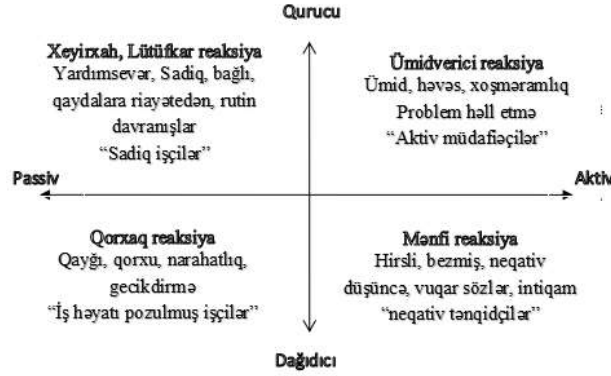 Qurucu
Xeyirxah, Lütüfkar reaksiya
Yardımsevər, Sadiq, bağlı,
qaydalara riayətedən, rutin
davranışlar
“Sadiq işçilər”
Ümidverici reaksiya
Ümid, həvəs, xoşməramlıq
Problem həll etmə
“Aktiv müdafiəçilər”
Passiv
Aktiv
Qorxaq reaksiya
Qayğı, qorxu, narahatlıq,
gecikdirmə
“İş həyatı pozulmuş işçilər”
Mənfi reaksiya
Hirsli, bezmiş, neqativ
düşüncə, vuqar sözlər, intiqam
“neqativ tənqidçilər”
Dağıdıcı